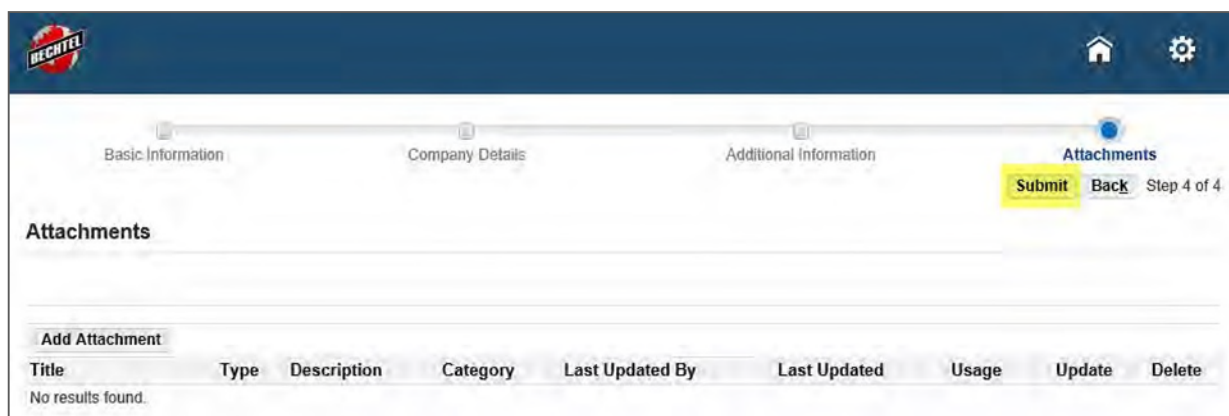 BECHTEL
Basic Information Company Details Additional Information Attachments
Submit Back Step 4 of 4
Attachments
Add Attachment
Title Type Description Category Last Updated By Last Updated Usage Update Delete
No results found.